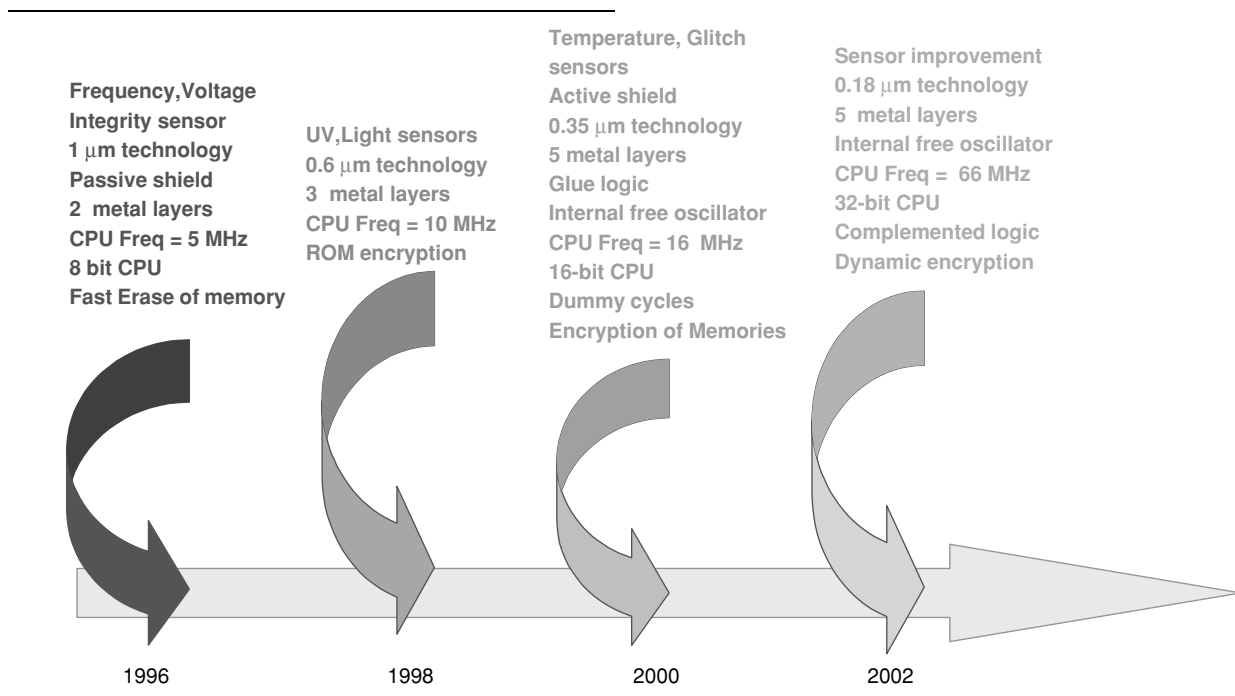 Frequency,Voltage
Integrity sensor
1 μm technology
Passive shield
2 metal layers
CPU Freq = 5 MHz
8 bit CPU
Fast Erase of memory
UV,Light sensors
0.6 μm technology
3 metal layers
CPU Freq = 10 MHz
ROM encryption
Temperature, Glitch
sensors
Active shield
0.35 μm technology
5 metal layers
Glue logic
Internal free oscillator
CPU Freq = 16 MHz
16-bit CPU
Dummy cycles
Encryption of Memories
Sensor improvement
0.18 μm technology
5 metal layers
Internal free oscillator
CPU Freq = 66 MHz
32-bit CPU
Complemented logic
Dynamic encryption
1996
1998
2000
2002